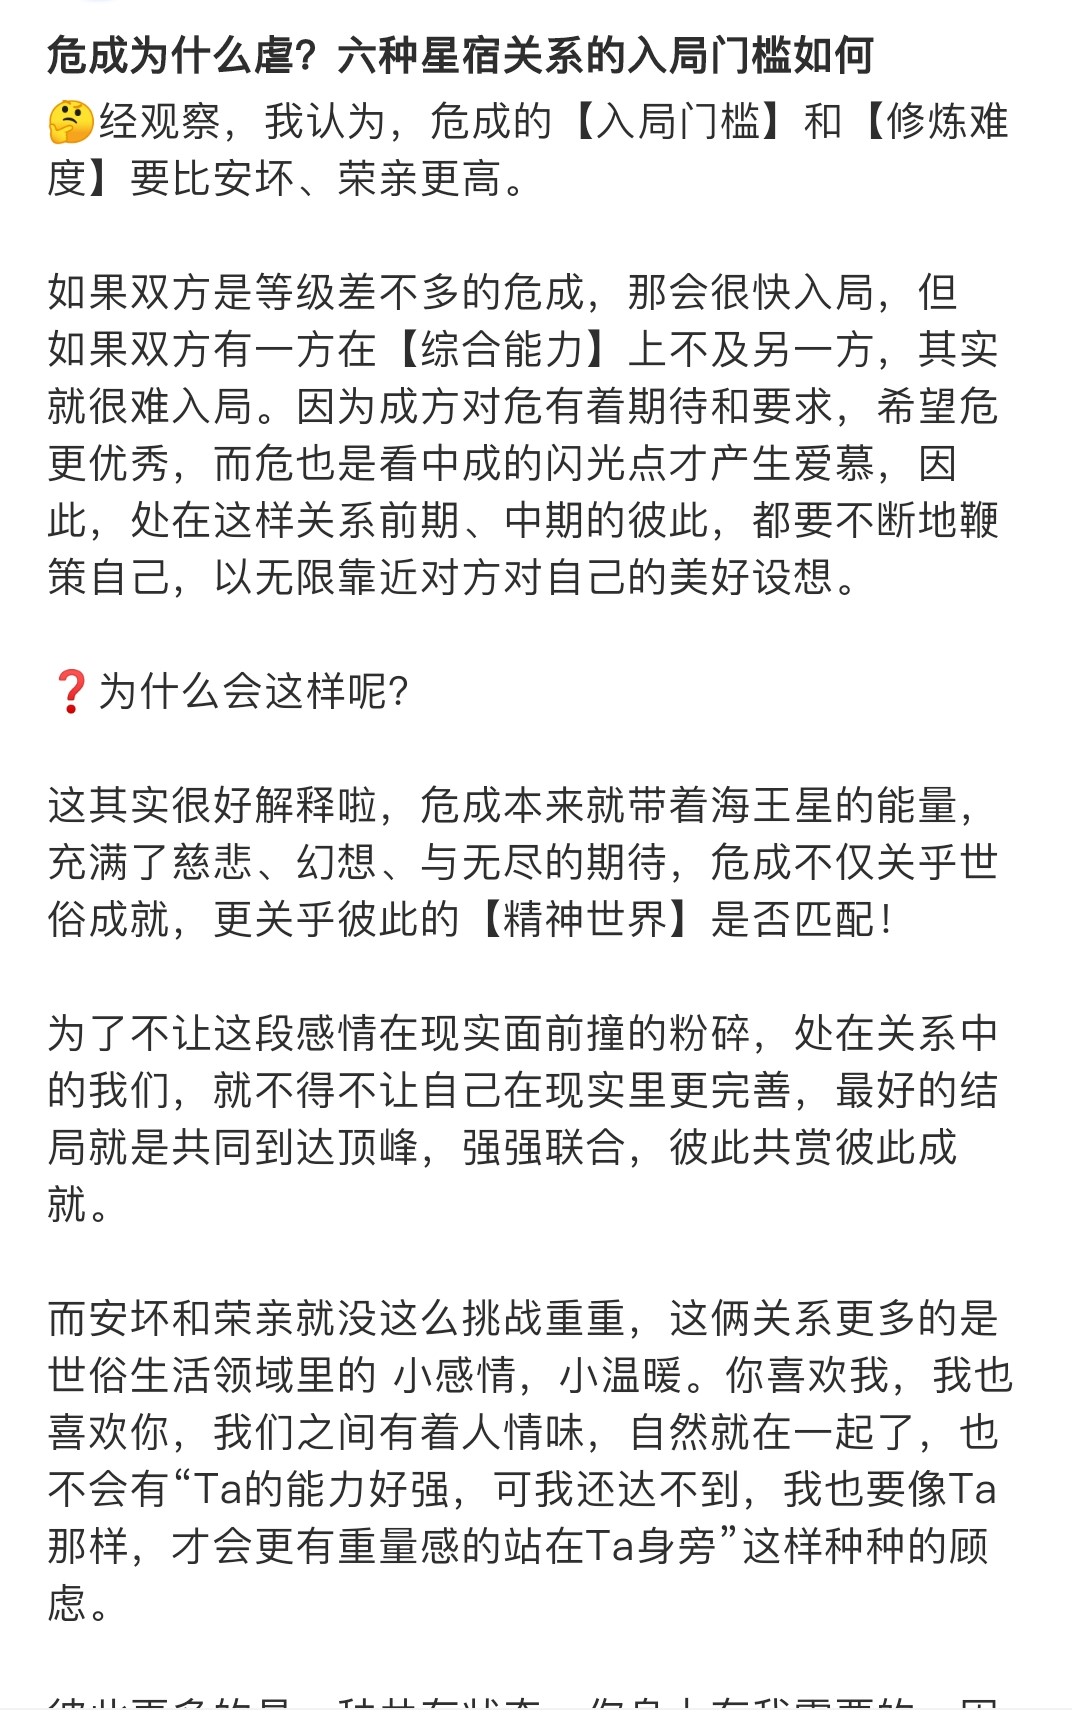 危成为什么虐？六种星宿关系的入局门槛如何
🤔经观察，我认为，危成的【入局门槛】和【修炼难
度】要比安坏、荣亲更高。
如果双方是等级差不多的危成，那会很快入局，但
如果双方有一方在【综合能力】上不及另一方，其实
就很难入局。因为成方对危有着期待和要求，希望危
更优秀，而危也是看中成的闪光点才产生爱慕，因
此，处在这样关系前期、中期的彼此，都要不断地鞭
策自己，以无限靠近对方对自己的美好设想。
❓为什么会这样呢？
这其实很好解释啦，危成本来就带着海王星的能量，
充满了慈悲、幻想、与无尽的期待，危成不仅关乎世
俗成就，更关乎彼此的【精神世界】是否匹配！
为了不让这段感情在现实面前撞的粉碎，处在关系中
的我们，就不得不让自己在现实里更完善，最好的结
局就是共同到达顶峰，强强联合，彼此共赏彼此成
就。
而安坏和荣亲就没这么挑战重重，这俩关系更多的是
世俗生活领域里的 小感情，小温暖。你喜欢我，我也
喜欢你，我们之间有着人情味，自然就在一起了，也
不会有“Ta的能力好强，可我还达不到，我也要像Ta
那样，才会更有重量感的站在Ta身旁”这样种种的顾
虑。